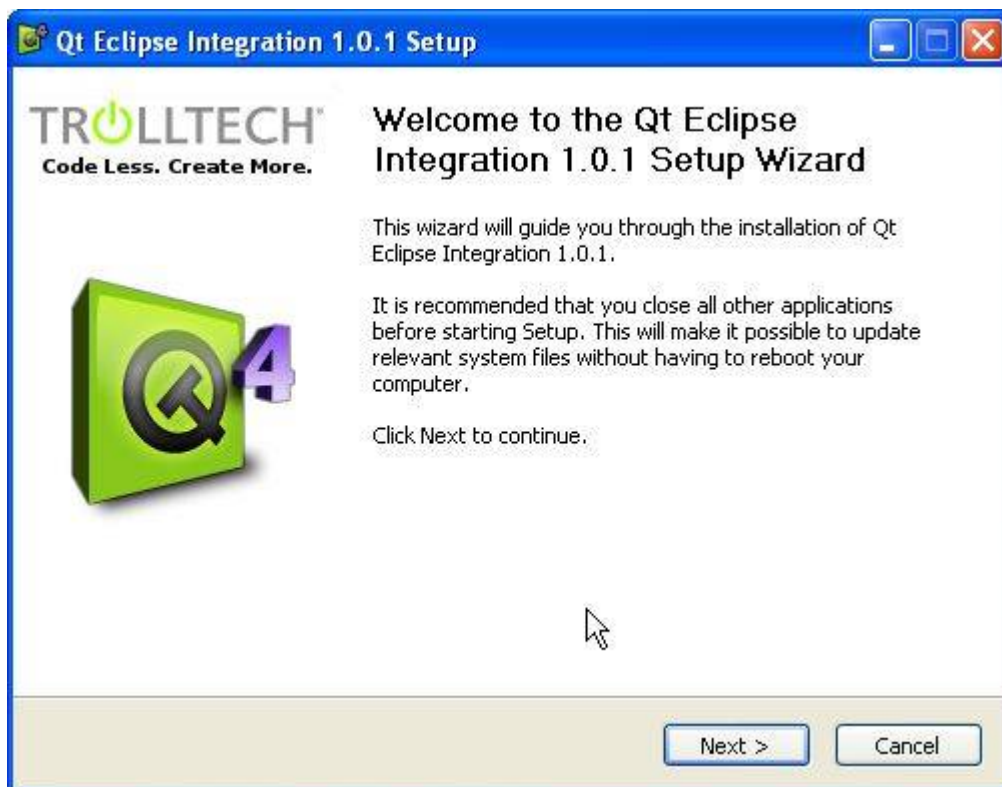 Qt Eclipse Integration 1.0.1 Setup
TROLLTECH®
Code Less. Create More.
Welcome to the Qt Eclipse
Integration 1.0.1 Setup Wizard
This wizard will guide you through the installation of Qt
Eclipse Integration 1.0.1.
It is recommended that you close all other applications
before starting Setup. This will make it possible to update
relevant system files without having to reboot your
computer.
Click Next to continue.
Qt 4
Next >
Cancel